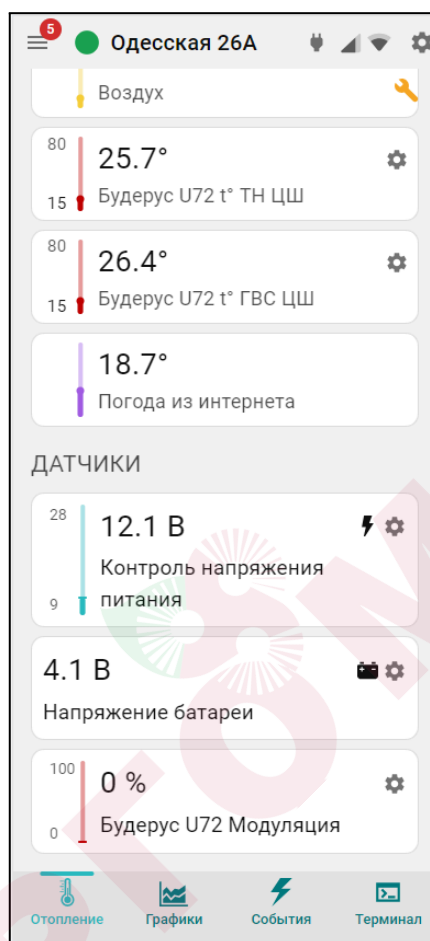 5
Одесская 26А
Воздух
80
25.7°
15
Будерус U72 t° ТН ЦШ
80
26.4°
15
Будерус U72 t° ГВС ЦШ
18.7°
Погода из интернета
ДАТЧИКИ
28
12.1 В
Контроль напряжения
9
питания
4.1 В
Напряжение батареи
100
0 %
0
Будерус U72 Модуляция
Отопление
Графики
События
Терминал